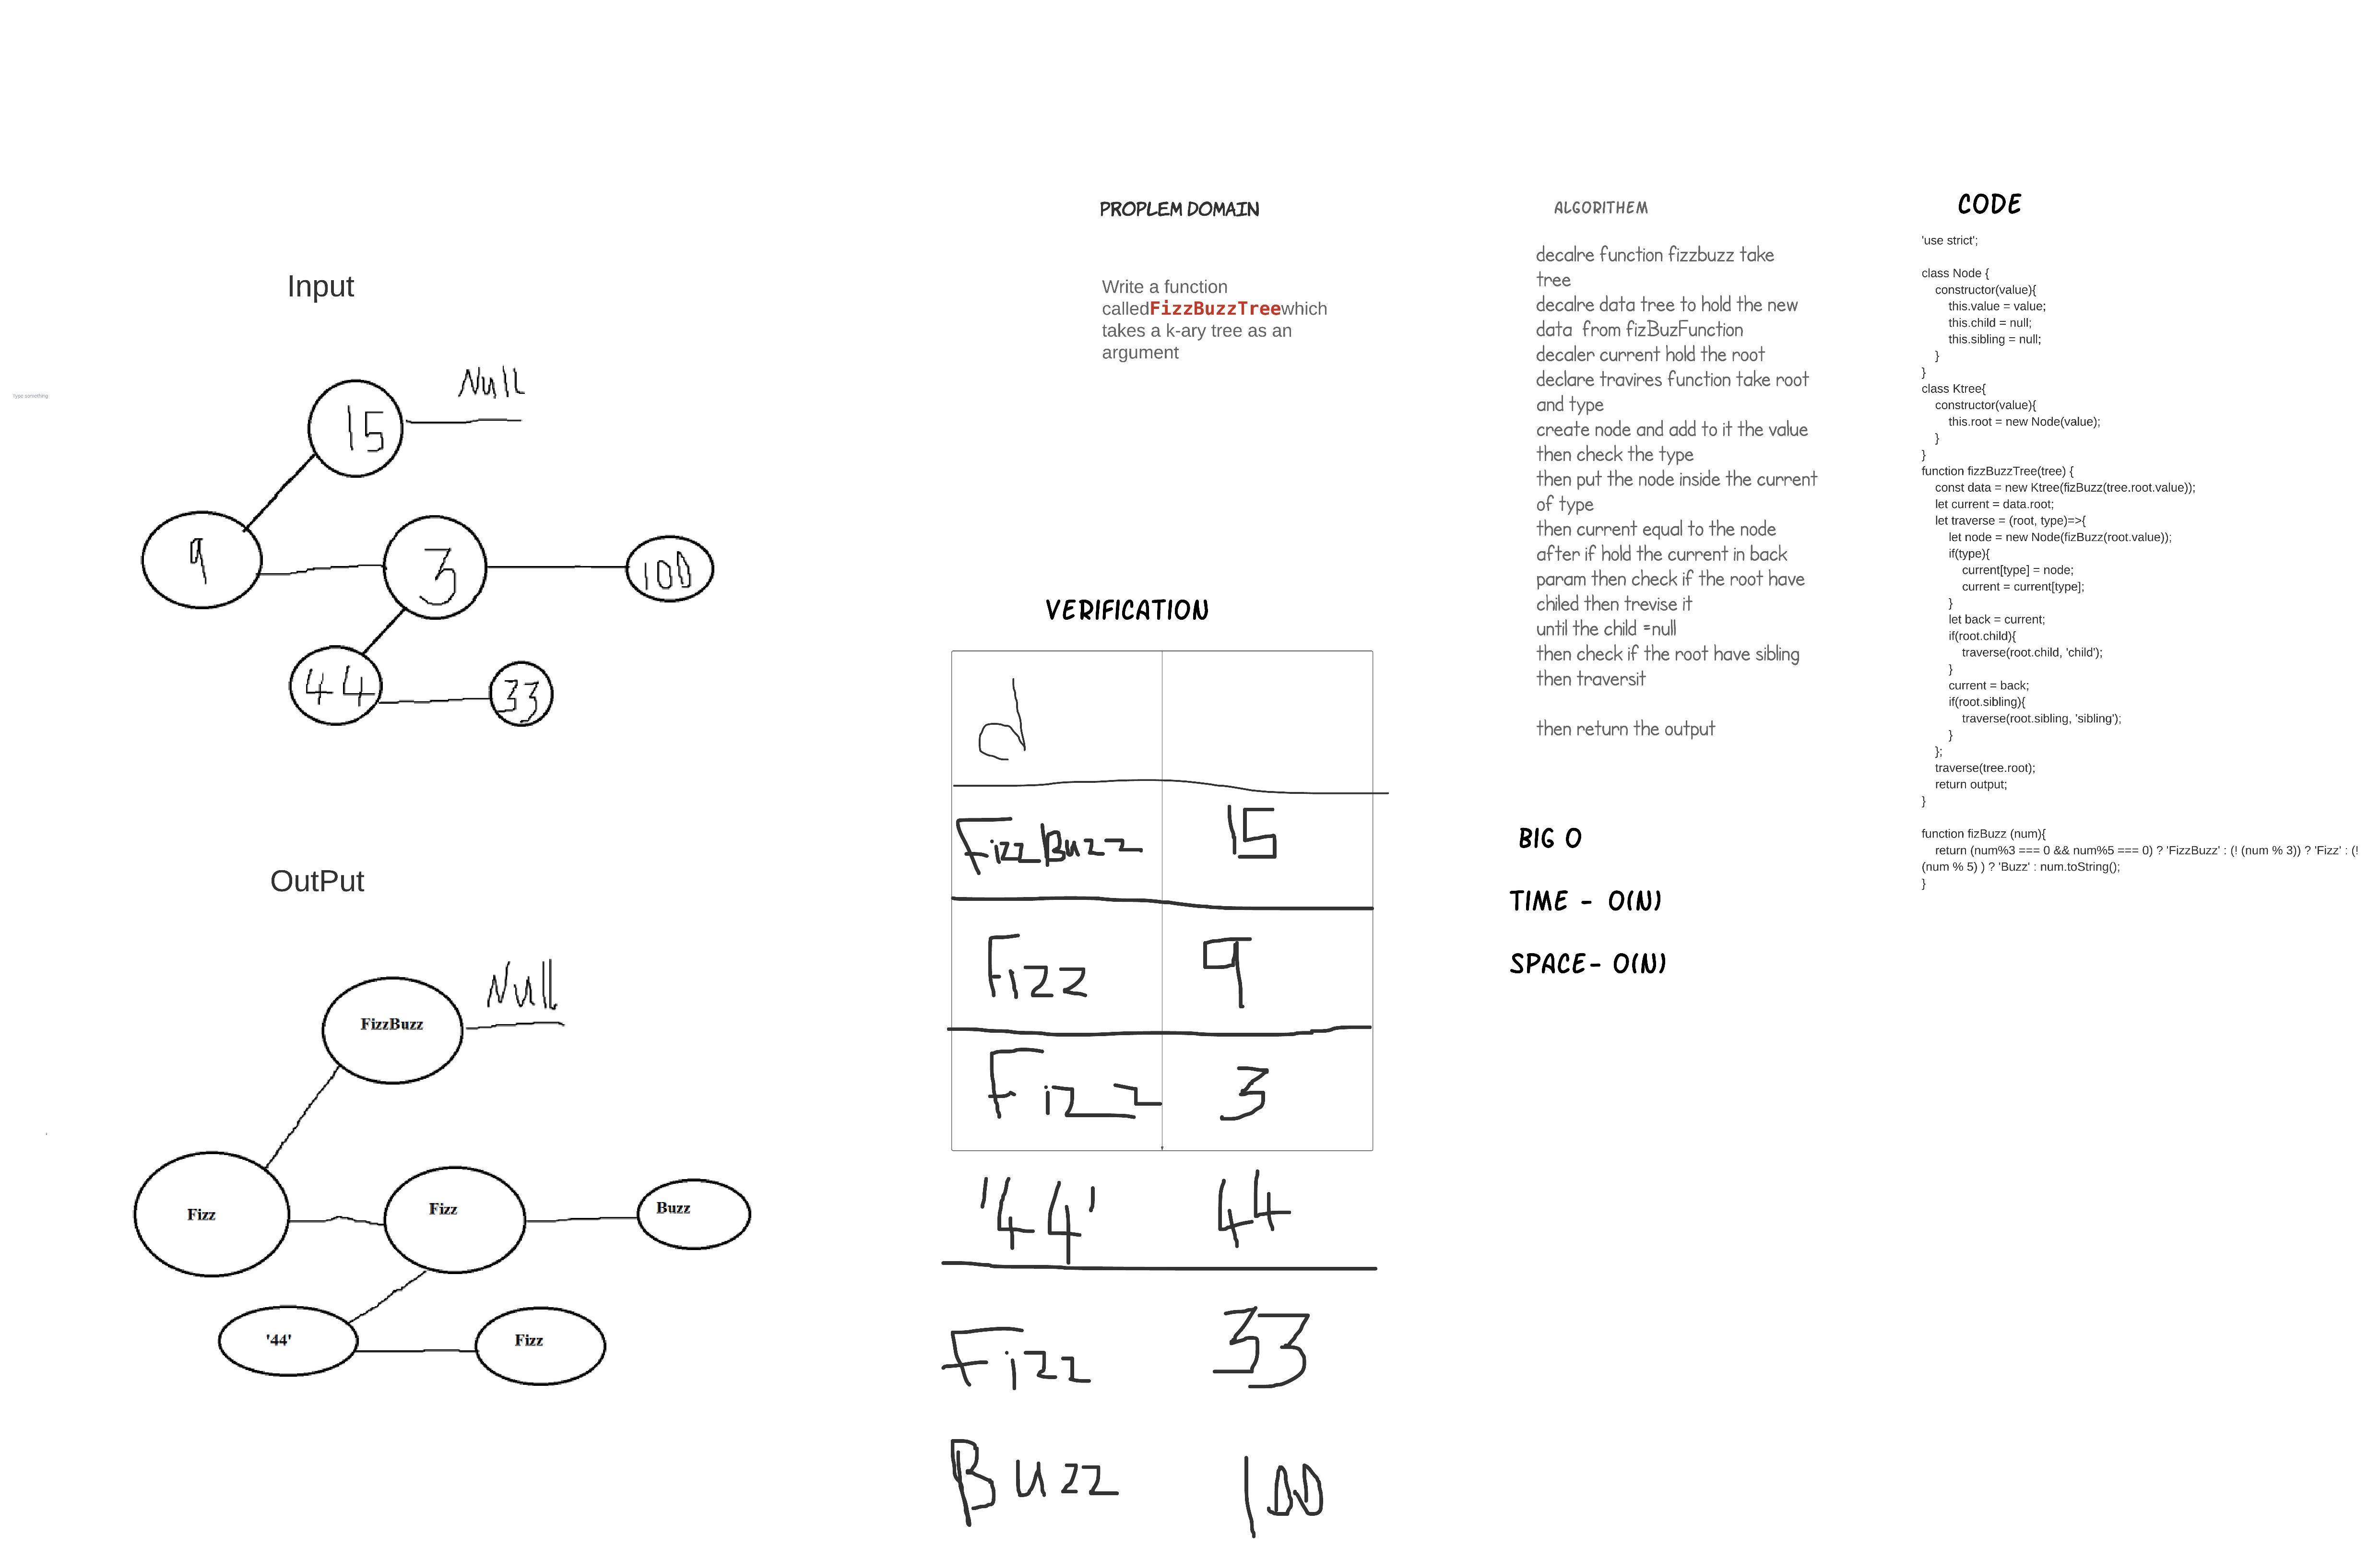 Type something
Input
Null
15
9
3
100
44
33
OutPut
Null
FizzBuzz
Fizz
Fizz
Buzz
'44'
Fizz
PROPLEM DOMAIN
Write a function
calledFizzBuzzTreewhich
takes a k-ary tree as an
argument
VERIFICATION
d
FizzBuzz 15
Fizz 9
Fizz 3
'44' 44
Fizz 33
Buzz 100
ALGORITHEM
decalre function fizzbuzz take
tree
decalre data tree to hold the new
data from fizBuzFunction
decaler current hold the root
declare travires function take root
and type
create node and add to it the value
then check the type
then put the node inside the current
of type
then current equal to the node
after if hold the current in back
param then check if the root have
chiled then trevise it
until the child =null
then check if the root have sibling
then traversit
then return the output
BIG O
TIME - O(N)
SPACE- O(N)
CODE
'use strict';
class Node {
constructor(value){
this.value = value;
this.child = null;
this.sibling = null;
}
}
class Ktree{
constructor(value){
this.root = new Node(value);
}
}
function fizzBuzzTree(tree) {
const data = new Ktree(fizBuzz(tree.root.value));
let current = data.root;
let traverse = (root, type)=>{
let node = new Node(fizBuzz(root.value));
if(type){
current[type] = node;
current = current[type];
}
let back = current;
if(root.child){
traverse(root.child, 'child');
}
current = back;
if(root.sibling){
traverse(root.sibling, 'sibling');
}
};
traverse(tree.root);
return output;
}
function fizBuzz (num){
return (num%3 === 0 && num%5 === 0) ? 'FizzBuzz' : (! (num % 3)) ? 'Fizz' : (!
(num % 5) ) ? 'Buzz' : num.toString();
}